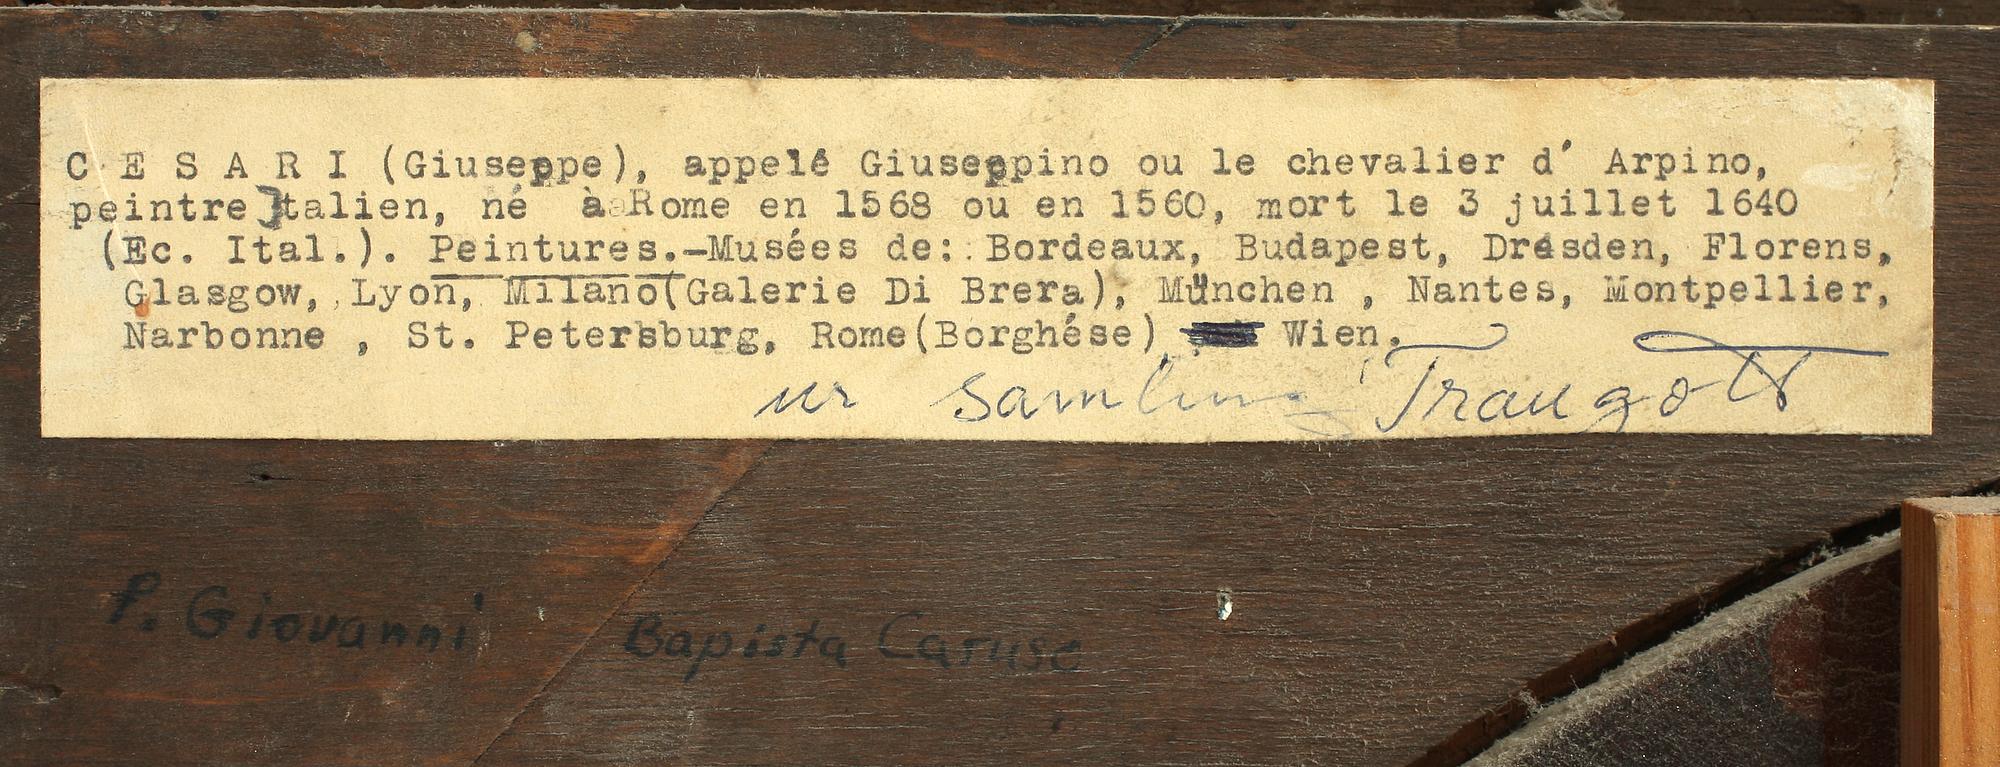 C E S A R I (Giuseppe), appelé Giuseppino ou le chevalier d' Arpino,
peintre Italien, né à Rome en 1568 ou en 1560, mort le 3 juillet 1640
(Ec. Ital.). Peintures.-Musées de: Bordeaux, Budapest, Drésden, Florens,
Glasgow, Lyon, Milano(Galerie Di Brera), München , Nantes, Montpellier,
Narbonne , St. Petersburg, Rome(Borghése) Wien.
ur samling Traugott
P. Giovanni Bapista Caruso